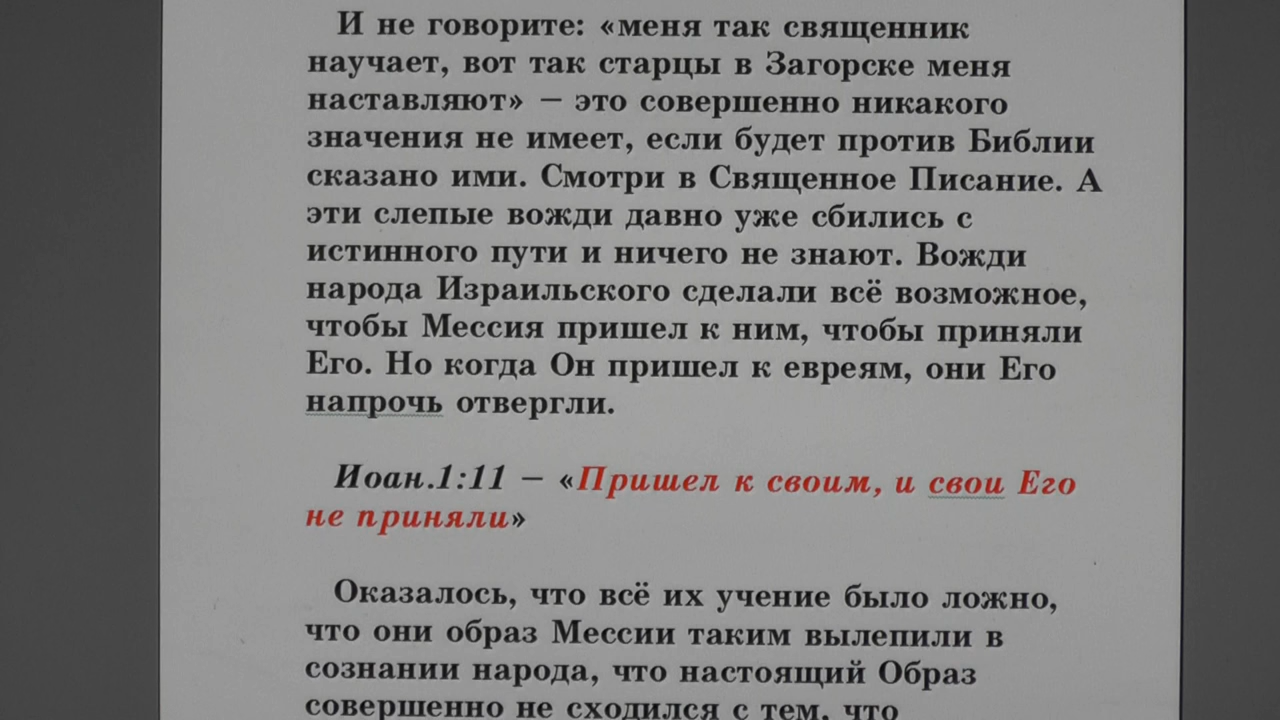 И не говорите: «меня так священник
научает, вот так старцы в Загорске меня
наставляют» – это совершенно никакого
значения не имеет, если будет против Библии
сказано ими. Смотри в Священное Писание. А
эти слепые вожди давно уже сбились с
истинного пути и ничего не знают. Вожди
народа Израильского сделали всё возможное,
чтобы Мессия пришел к ним, чтобы приняли
Его. Но когда Он пришел к евреям, они Его
напрочь отвергли.
Иоан.1:11 – «Пришел к своим, и свои Его
не приняли»
Оказалось, что всё их учение было ложно,
что они образ Мессии таким вылепили в
сознании народа, что настоящий Образ
совершенно не сходился с тем, что